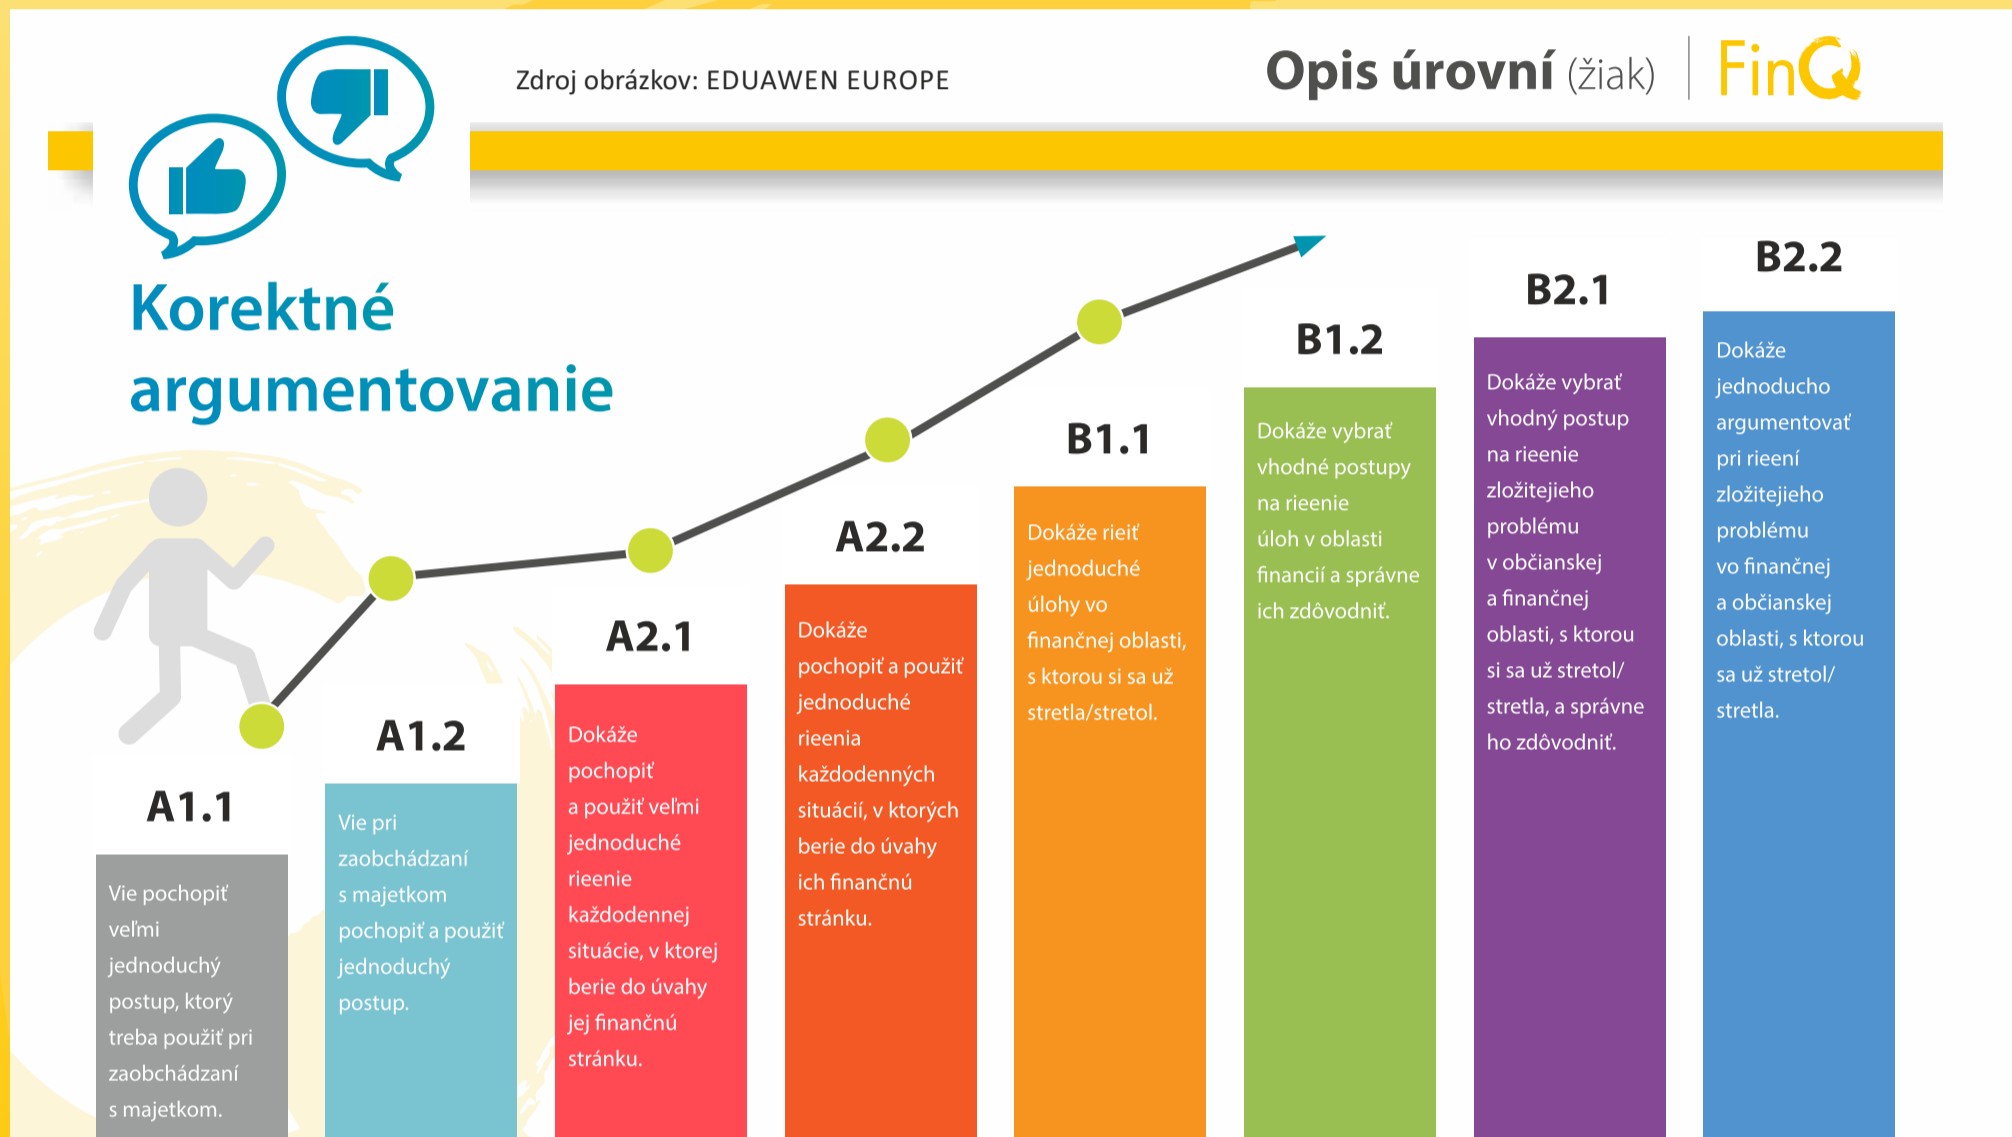 Zdroj obrázkov: EDUAWEN EUROPE
Opis úrovní (žiak)
FinQ
Korektné
argumentovanie
A1.1
Vie pochopiť
veľmi
jednoduchý
postup, ktorý
treba použiť pri
zaobchádzaní
s majetkom.
A1.2
Vie pri
zaobchádzaní
s majetkom
pochopiť a použiť
jednoduchý
postup.
A2.1
Dokáže
pochopiť
a použiť veľmi
jednoduché
rieenie
každodennej
situácie, v ktorej
berie do úvahy
jej finančnú
stránku.
A2.2
Dokáže
pochopiť a použiť
jednoduché
rieenia
každodenných
situácií, v ktorých
berie do úvahy
ich finančnú
stránku.
B1.1
Dokáže rieiť
jednoduché
úlohy vo
finančnej oblasti,
s ktorou si sa už
stretla/stretol.
B1.2
Dokáže vybrať
vhodné postupy
na rieenie
úloh v oblasti
financií a správne
ich zdôvodniť.
B2.1
Dokáže vybrať
vhodný postup
na rieenie
zložitejieho
problému
v občianskej
a finančnej
oblasti, s ktorou
si sa už stretol/
stretla, a správne
ho zdôvodniť.
B2.2
Dokáže
jednoducho
argumentovať
pri rieení
zložitejieho
problému
vo finančnej
a občianskej
oblasti, s ktorou
sa už stretol/
stretla.